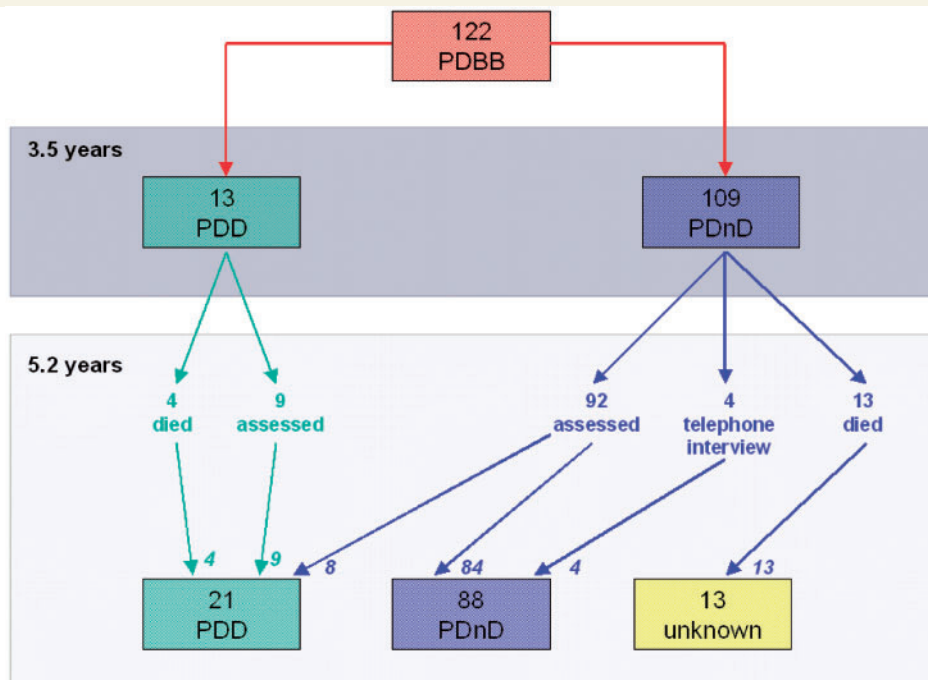 122
PDBB
3.5 years
13
PDD
109
PDnD
5.2 years
4
died
9
assessed
92
assessed
4
telephone
interview
13
died
4
9
8
84
4
13
21
PDD
88
PDnD
13
unknown